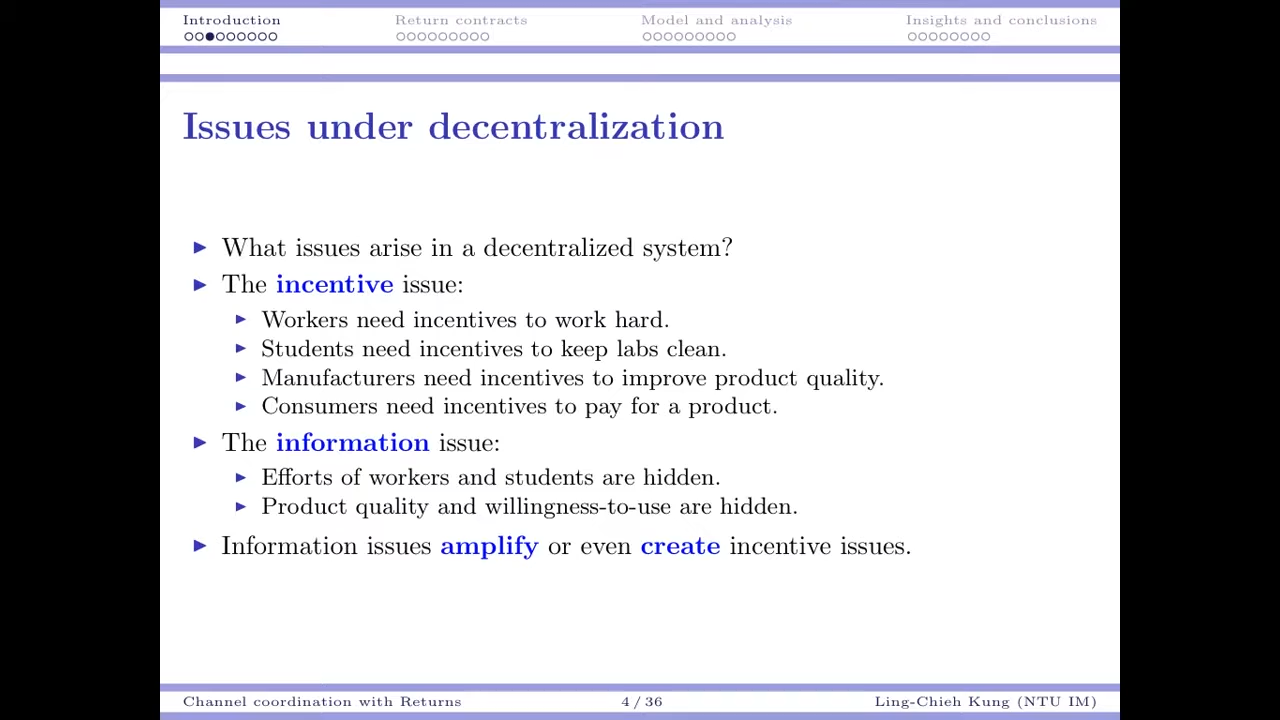 Introduction Return contracts Model and analysis Insights and conclusions
Issues under decentralization
What issues arise in a decentralized system?
The incentive issue:
Workers need incentives to work hard.
Students need incentives to keep labs clean.
Manufacturers need incentives to improve product quality.
Consumers need incentives to pay for a product.
The information issue:
Efforts of workers and students are hidden.
Product quality and willingness-to-use are hidden.
Information issues amplify or even create incentive issues.
Channel coordination with Returns 4 / 36 Ling-Chieh Kung (NTU IM)